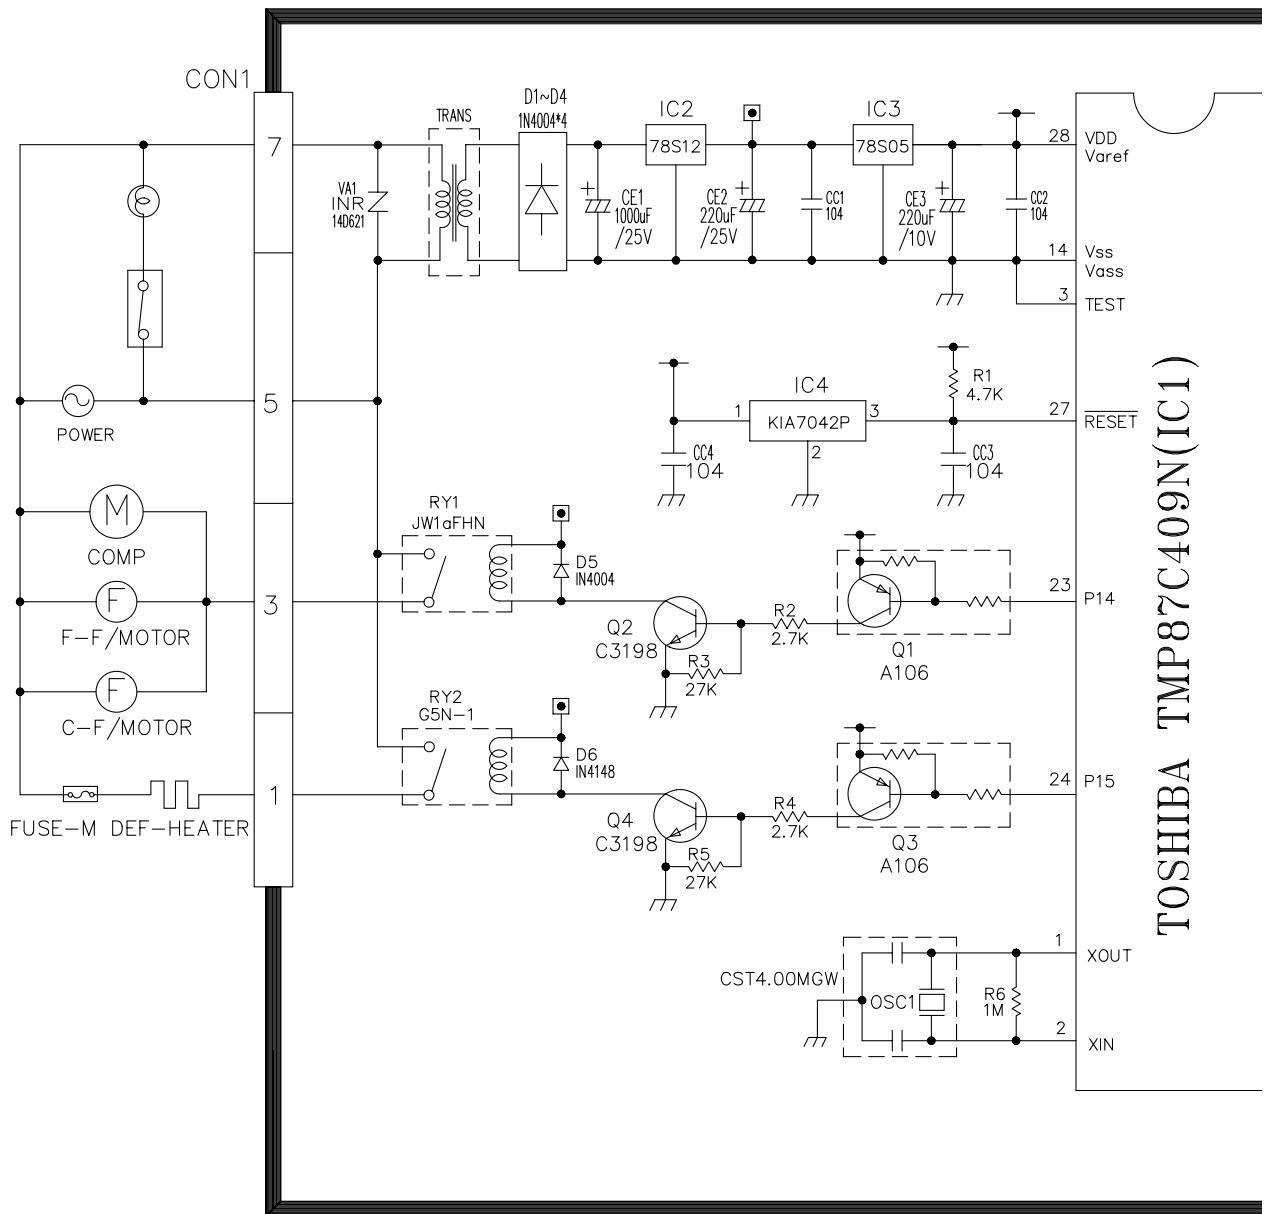 CON1
7
5
3
1
POWER
M
COMP
F
F-F/MOTOR
F
C-F/MOTOR
FUSE-M DEF-HEATER
VA1
INR
14D621
TRANS
D1~D4
1N4004*4
CE1
1000uF
/25V
IC2
78S12
CE2
220uF
/25V
CC1
104
IC3
78S05
CE3
220uF
/10V
CC2
104
28
VDD
Varef
14
Vss
Vass
3
TEST
IC4
1
KIA7042P
3
2
CC4
104
R1
4.7K
CC3
104
27
RESET
RY1
JW1aFHN
D5
IN4004
Q2
C3198
R3
27K
R2
2.7K
Q1
A106
23
P14
RY2
G5N-1
D6
IN4148
Q4
C3198
R5
27K
R4
2.7K
Q3
A106
24
P15
CST4.00MGW
OSC1
R6
1M
1
XOUT
2
XIN
TOSHIBA TMP87C409N(IC1)